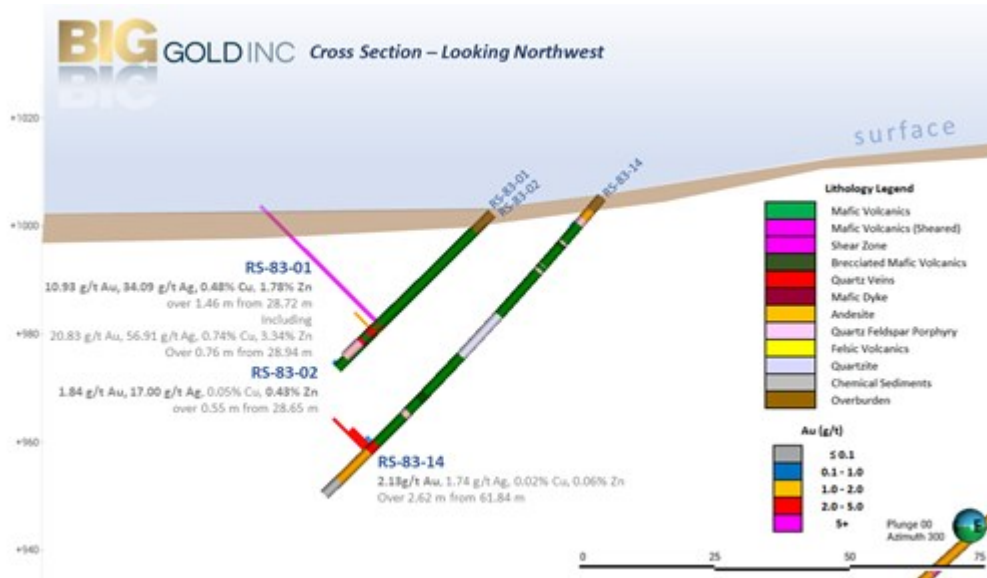 BIG GOLD INC Cross Section – Looking Northwest
+1020
surface
RS-83-01
RS-83-02
RS-83-14
+1000
Lithology Legend
Mafic Volcanics
Mafic Volcanics (Sheared)
Shear Zone
Brecciated Mafic Volcanics
Quartz Veins
Mafic Dyke
Andesite
Quartz Feldspar Porphyry
Felsic Volcanics
Quartzite
Chemical Sediments
Overburden
RS-83-01
10.93 g/t Au, 34.09 g/t Ag, 0.48% Cu, 1.78% Zn
over 1.46 m from 28.72 m
Including
20.83 g/t Au, 56.91 g/t Ag, 0.74% Cu, 3.34% Zn
Over 0.76 m from 28.94 m
+980
RS-83-02
1.84 g/t Au, 17.00 g/t Ag, 0.05% Cu, 0.43% Zn
over 0.55 m from 28.65 m
+960
RS-83-14
2.13g/t Au, 1.74 g/t Ag, 0.02% Cu, 0.06% Zn
Over 2.62 m from 61.84 m
Au (g/t)
≤ 0.1
0.1 - 1.0
1.0 - 2.0
2.0 - 5.0
5+
Plunge 00
Azimuth 300
E
+940
0 25 50 75